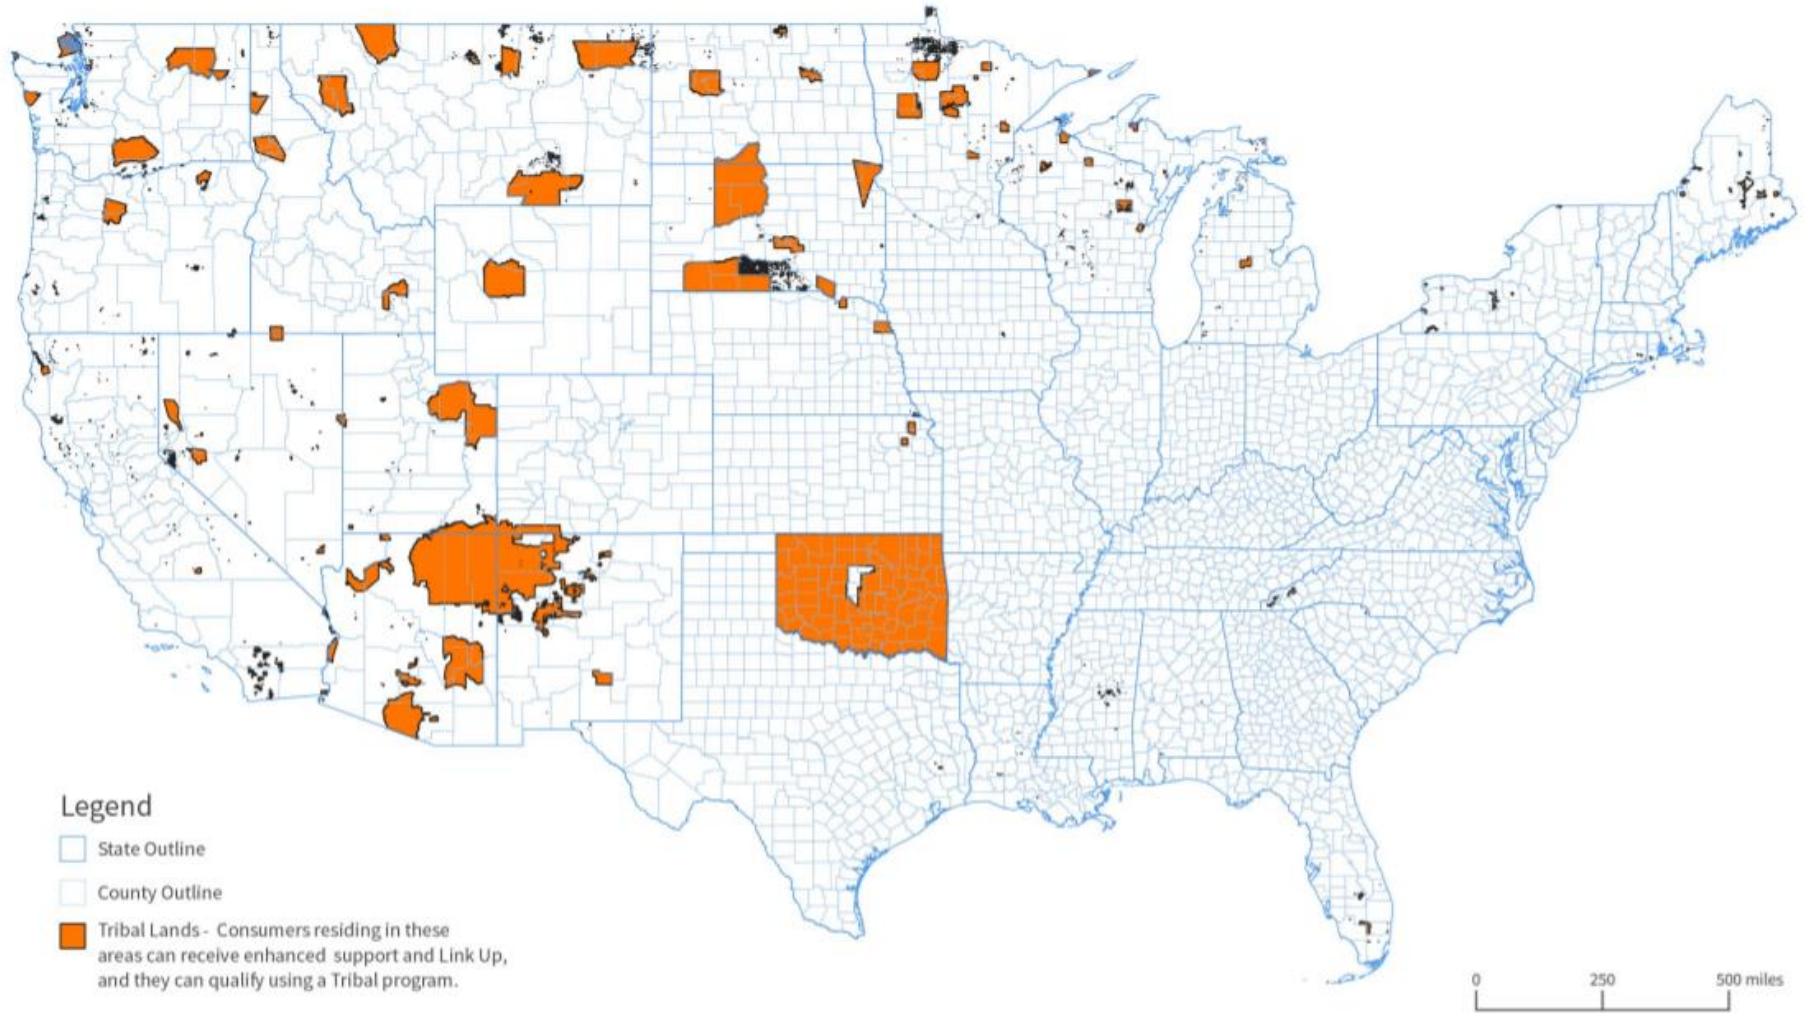 Legend
State Outline
County Outline
Tribal Lands - Consumers residing in these
areas can receive enhanced support and Link Up,
and they can qualify using a Tribal program.
0 250 500 miles